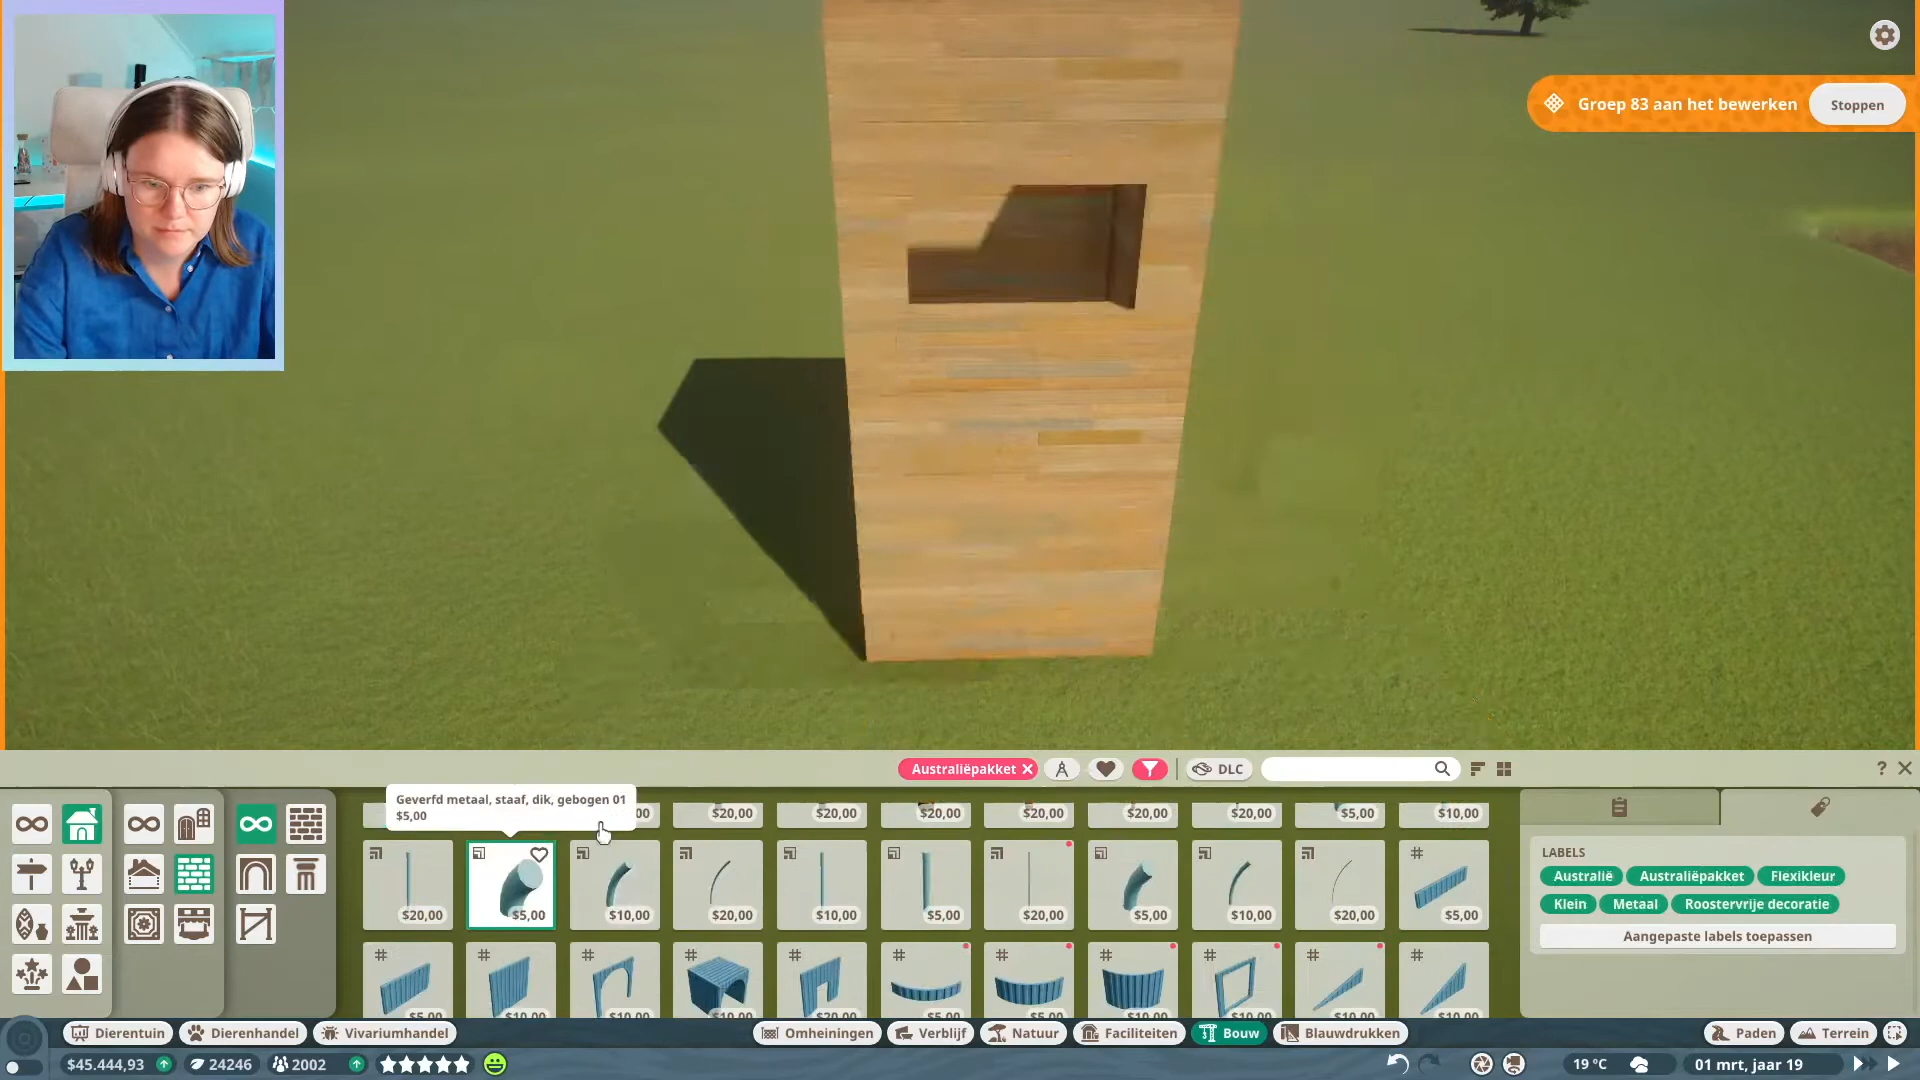 Groep 83 aan het bewerken
Stoppen
Australiëpakket
DLC
Geverfd metaal, staaf, dik, gebogen 01
$5,00
$20,00
$20,00
$20,00
$20,00
$20,00
$20,00
$5,00
$10,00
$20,00
$5,00
$10,00
$20,00
$10,00
$5,00
$20,00
$5,00
$10,00
$20,00
$5,00
LABELS
Australië
Australiëpakket
Flexikleur
Klein
Metaal
Roostervrije decoratie
Aangepaste labels toepassen
Dierentuin
Dierenhandel
Vivariumhandel
Omheiningen
Verblijf
Natuur
Faciliteiten
Bouw
Blauwdrukken
Paden
Terrein
$45.444,93
24246
2002
19 °C
01 mrt, jaar 19